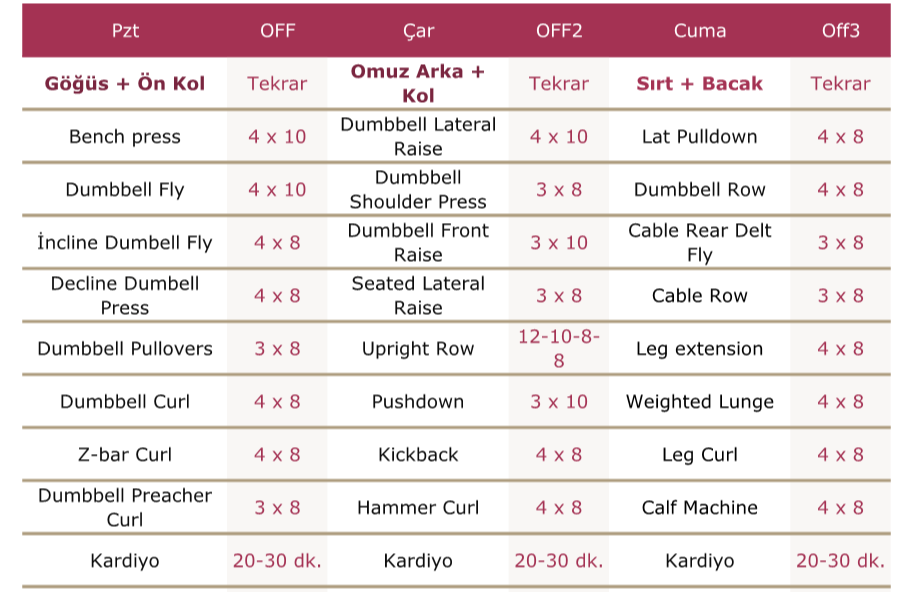 Pzt OFF Çar OFF2 Cuma Off3
Göğüs + Ön Kol Tekrar Omuz Arka + Kol Tekrar Sırt + Bacak Tekrar
Bench press 4 x 10 Dumbbell Lateral Raise 4 x 10 Lat Pulldown 4 x 8
Dumbbell Fly 4 x 10 Dumbbell Shoulder Press 3 x 8 Dumbbell Row 4 x 8
İncline Dumbell Fly 4 x 8 Dumbbell Front Raise 3 x 10 Cable Rear Delt Fly 3 x 8
Decline Dumbell Press 4 x 8 Seated Lateral Raise 3 x 8 Cable Row 3 x 8
Dumbbell Pullovers 3 x 8 Upright Row 12-10-8-8 Leg extension 4 x 8
Dumbbell Curl 4 x 8 Pushdown 3 x 10 Weighted Lunge 4 x 8
Z-bar Curl 4 x 8 Kickback 4 x 8 Leg Curl 4 x 8
Dumbbell Preacher Curl 3 x 8 Hammer Curl 4 x 8 Calf Machine 4 x 8
Kardiyo 20-30 dk. Kardiyo 20-30 dk. Kardiyo 20-30 dk.